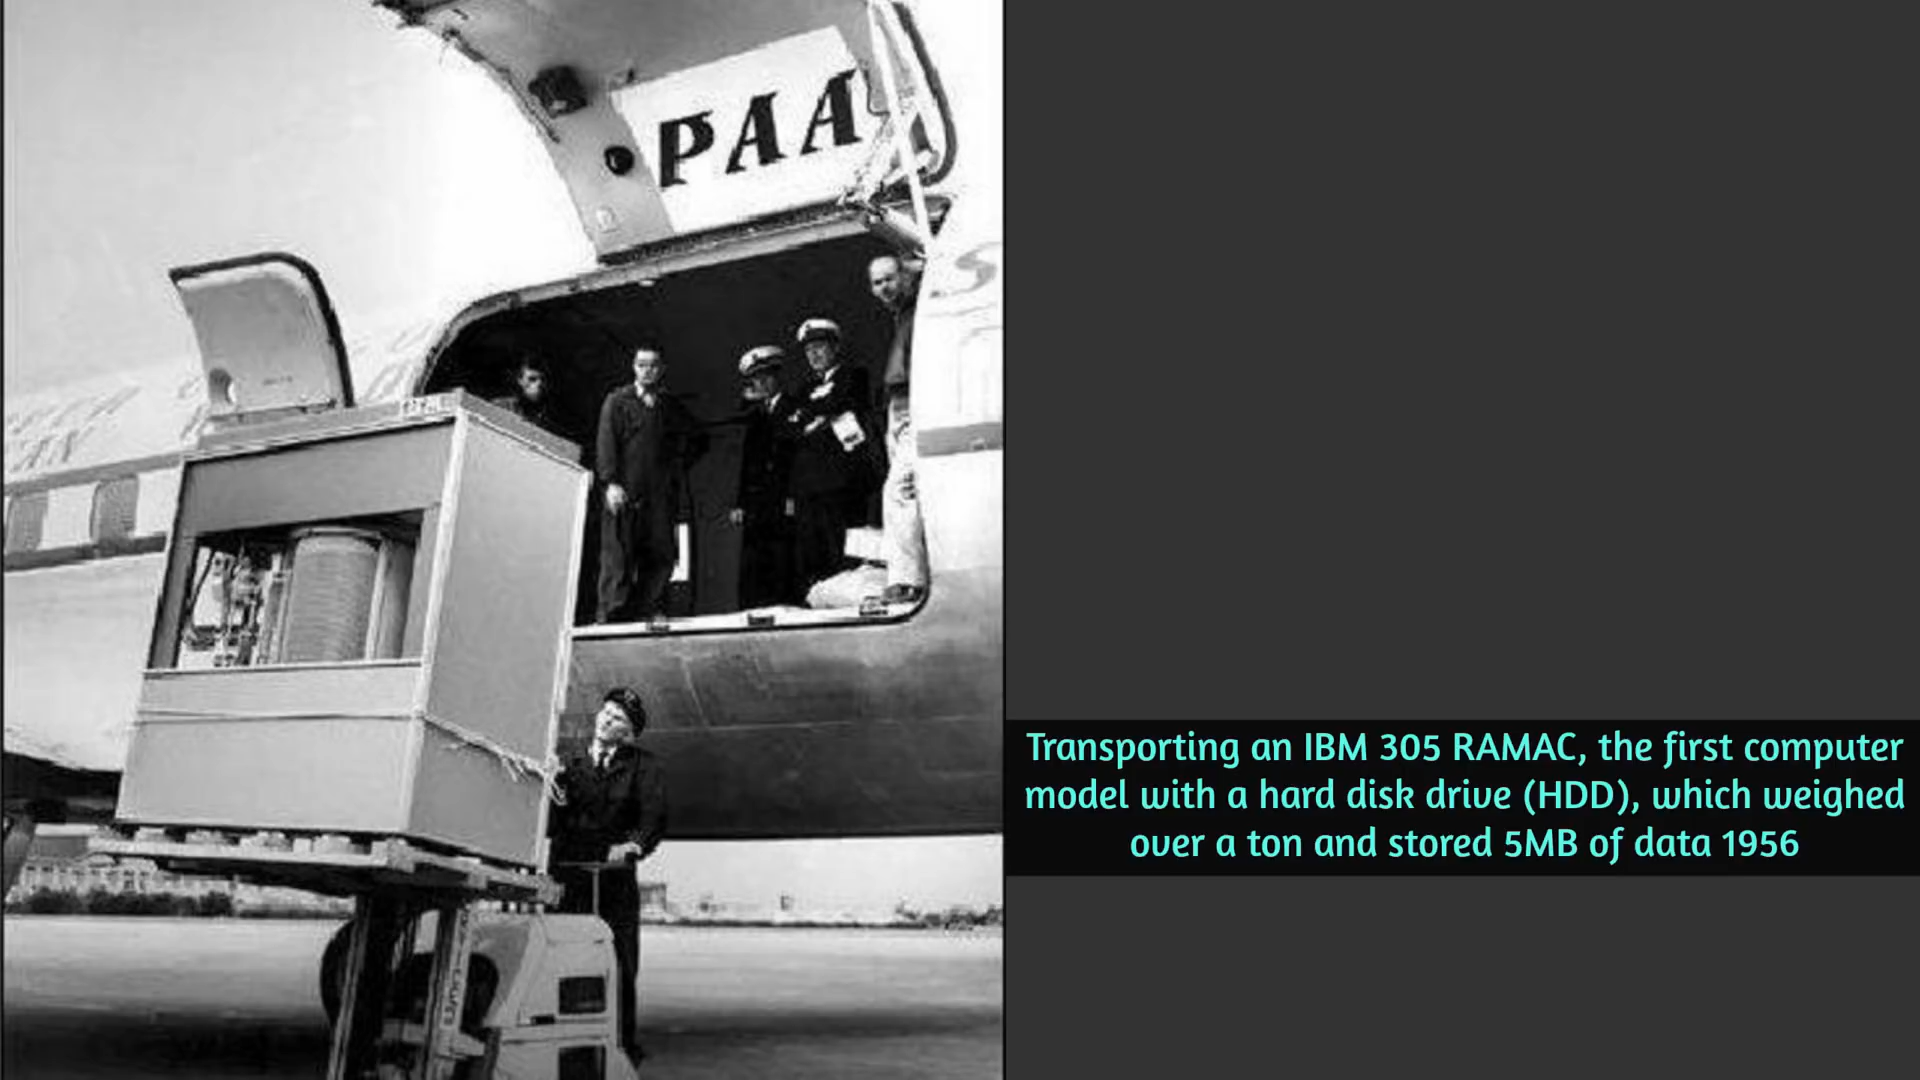 PAA
Transporting an IBM 305 RAMAC, the first computer
model with a hard disk drive (HDD), which weighed
over a ton and stored 5MB of data 1956